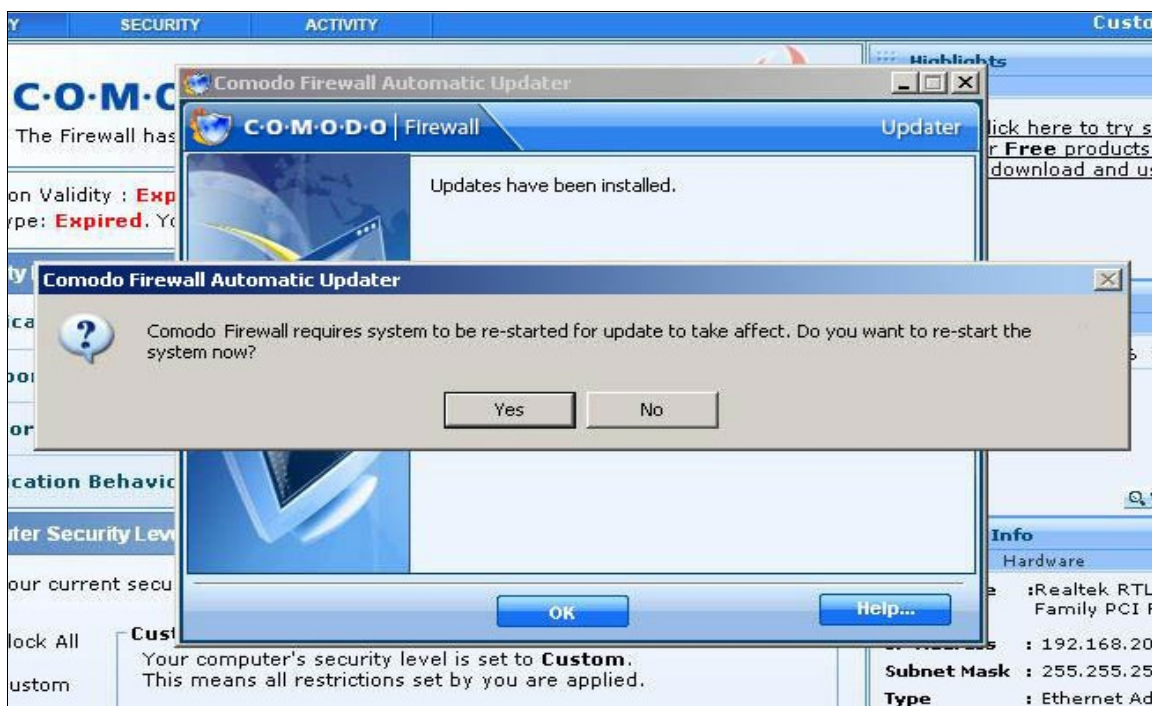 SECURITY
ACTIVITY
Custo
Highlights
Comodo Firewall Automatic Updater
C·O·M·C
C·O·M·O·D·O | Firewall
Updater
The Firewall has
lick here to try s
r Free products
download and us
Updates have been installed.
on Validity : Exp
pe: Expired. Yo
Comodo Firewall Automatic Updater
Comodo Firewall requires system to be re-started for update to take affect. Do you want to re-start the
system now?
Yes
No
ication Behavio
uter Security Lev
Info
Hardware
our current secu
:Realtek RTL
Family PCI F
OK
Help...
lock All
Cust
: 192.168.20
Your computer's security level is set to Custom.
Subnet Mask : 255.255.25
ustom
This means all restrictions set by you are applied.
Type : Ethernet Ad